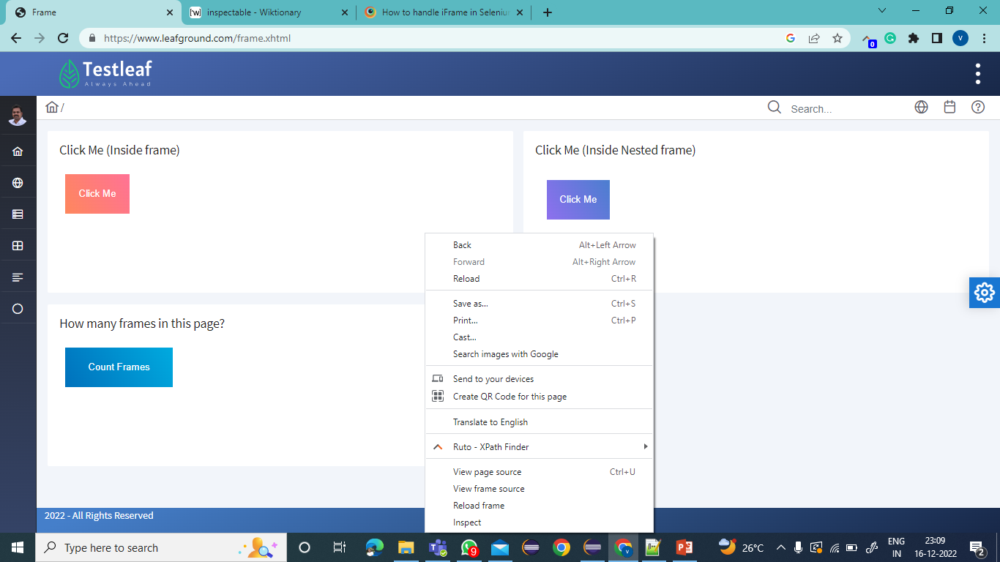 Frame
inspectable - Wiktionary
How to handle iFrame in Seleniu
https://www.leafground.com/frame.xhtml
0
V
Testleaf
Always Ahead
/
Search...
Click Me (Inside frame)
Click Me (Inside Nested frame)
Click Me
Click Me
Back Alt+Left Arrow
Forward Alt+Right Arrow
Reload Ctrl+R
Save as... Ctrl+S
Print... Ctrl+P
Cast...
Search images with Google
Send to your devices
Create QR Code for this page
Translate to English
Ruto - XPath Finder
View page source Ctrl+U
View frame source
Reload frame
Inspect
How many frames in this page?
Count Frames
2022 - All Rights Reserved
Type here to search
9
V
26°C
ENG
IN
23:09
16-12-2022
2